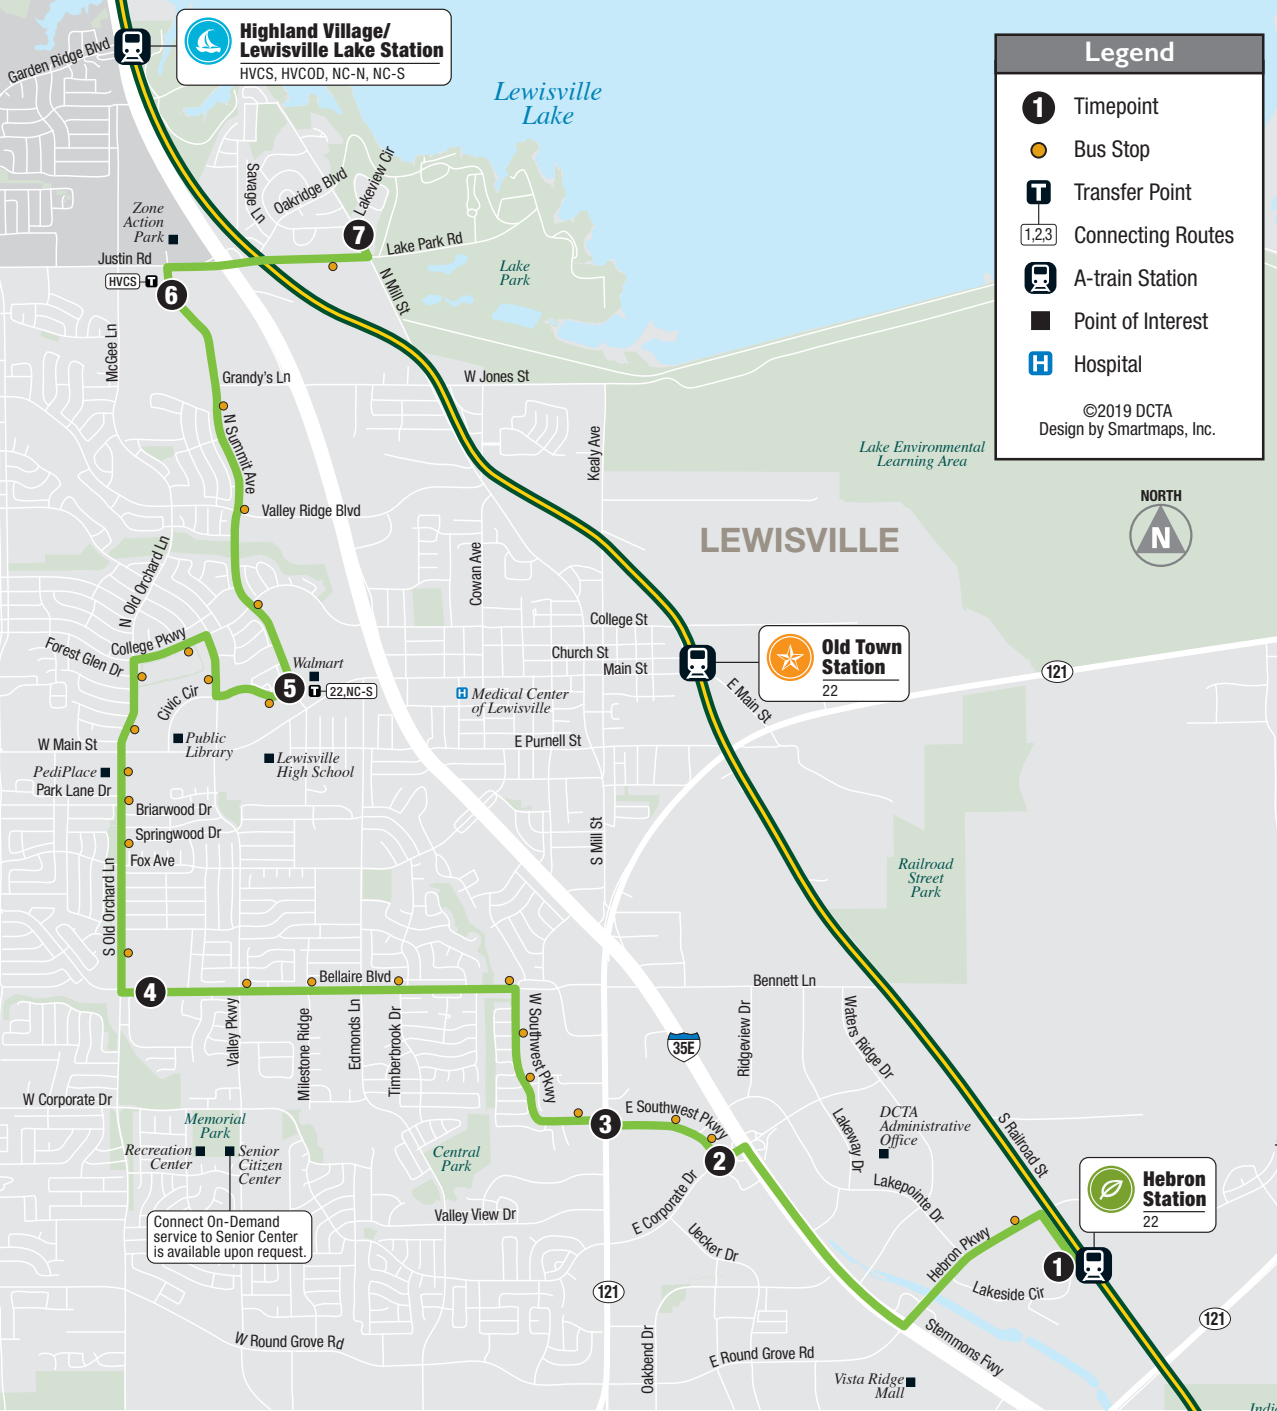 Garden Ridge Blvd
Highland Village/
Lewisville Lake Station
HVCS, HVCOD, NC-N, NC-S
Lewisville
Lake
Legend
1
Timepoint
Bus Stop
T
Transfer Point
1,2,3
Connecting Routes
A-train Station
Point of Interest
H
Hospital
©2019 DCTA
Design by Smartmaps, Inc.
NORTH
N
Savage Ln
Oakridge Blvd
Lakeview Cir
Zone
Action
Park
7
Lake Park Rd
Justin Rd
HVCS
T
6
N Mill St
Lake
Park
McGee Ln
Grandy's Ln
W Jones St
N Summit Ave
Kealy Ave
Lake Environmental
Learning Area
Valley Ridge Blvd
LEWISVILLE
N Old Orchard Ln
Cowan Ave
College St
Church St
Main St
Old Town
Station
22
121
E Main St
College Pkwy
Forest Glen Dr
Walmart
5
T
22,NC-S
Civic Cir
H
Medical Center
of Lewisville
W Main St
Public
Library
E Purnell St
Lewisville
High School
PediPlace
Park Lane Dr
Briarwood Dr
Springwood Dr
Fox Ave
S Mill St
S Old Orchard Ln
Railroad
Street
Park
4
Bellaire Blvd
Bennett Ln
Valley Pkwy
Milestone Ridge
Edmonds Ln
Timberbrook Dr
W Southwest Pkwy
35E
Ridgeview Dr
Waters Ridge Dr
W Corporate Dr
Memorial
Park
Recreation
Center
Senior
Citizen
Center
3
E Southwest Pkwy
2
Lakeway Dr
DCTA
Administrative
Office
S Railroad St
Central
Park
Connect On-Demand
service to Senior Center
is available upon request.
Valley View Dr
E Corporate Dr
Uecker Dr
Lakepointe Dr
Hebron
Station
22
Hebron Pkwy
1
Lakeside Cir
121
121
W Round Grove Rd
Oakbend Dr
E Round Grove Rd
Stemmons Fwy
Vista Ridge
Mall